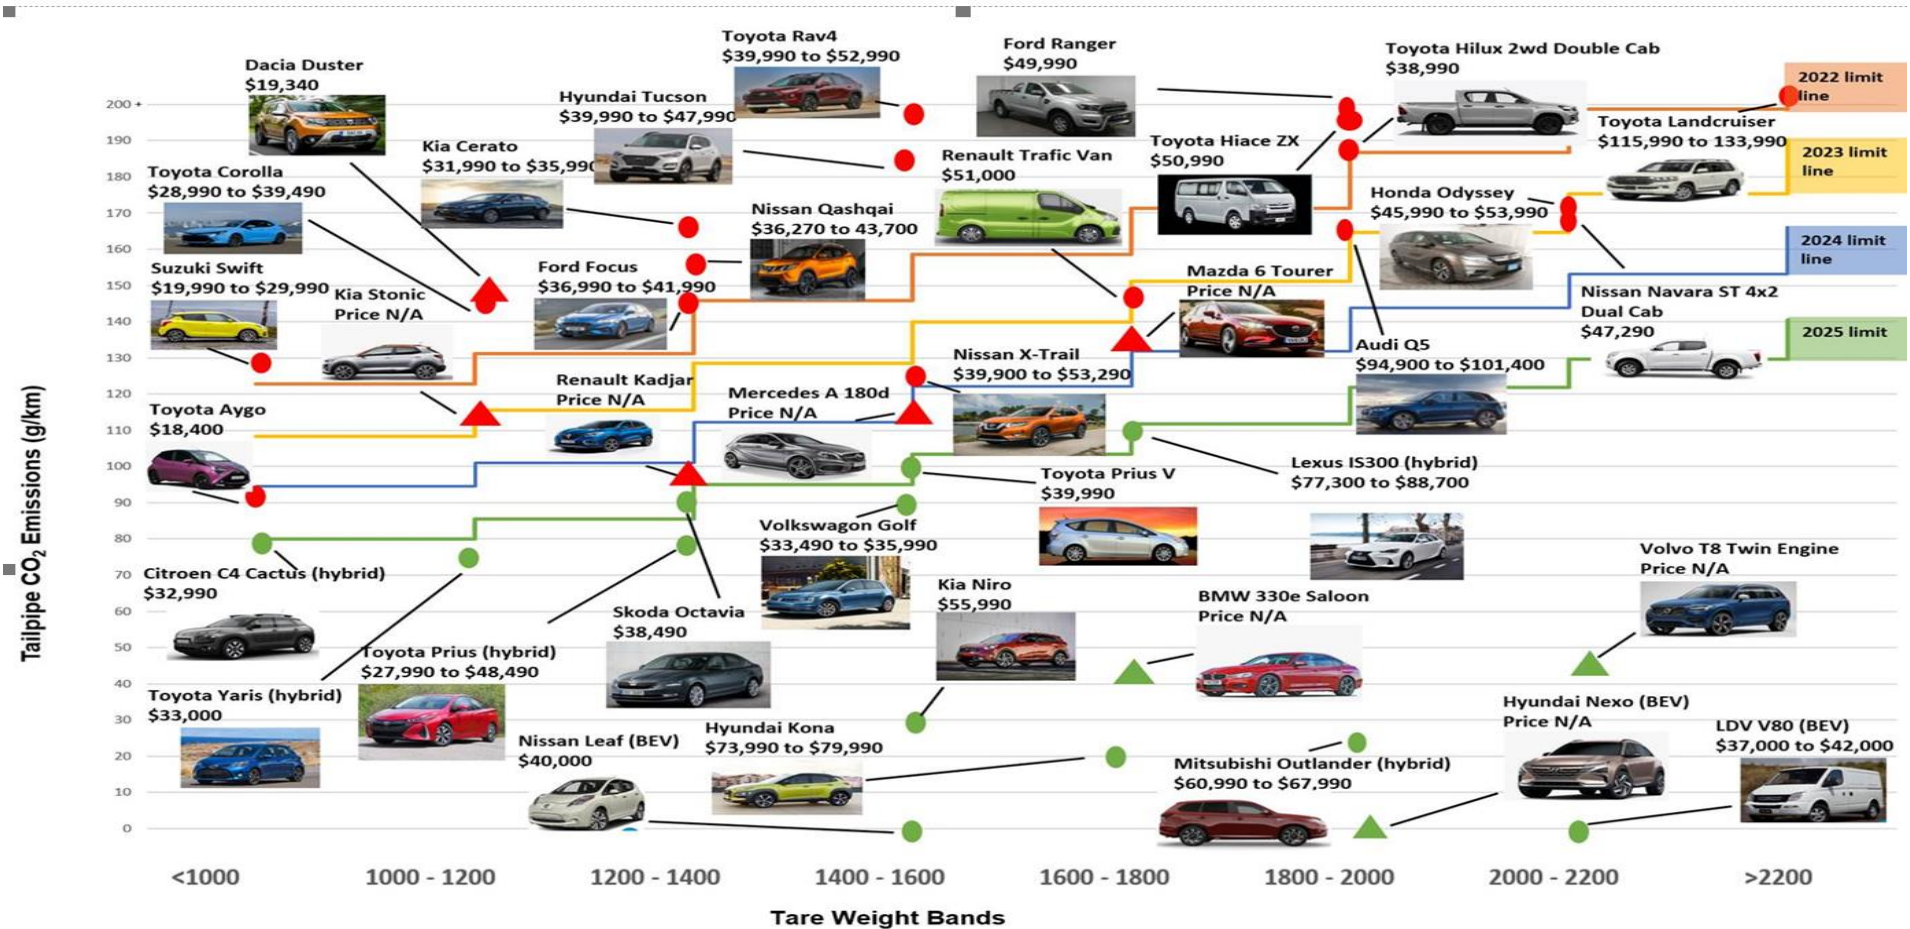 Toyota Rav4
$39,990 to $52,990
Ford Ranger
$49,990
Toyota Hilux 2wd Double Cab
$38,990
Dacia Duster
$19,340
2022 limit
line
Hyundai Tucson
$39,990 to $47,990
200 +
Toyota Landcruiser
$115,990 to 133,990
190
Kia Cerato
$31,990 to $35,990
Toyota Hiace ZX
$50,990
2023 limit
line
Renault Trafic Van
$51,000
180
Toyota Corolla
$28,990 to $39,490
Honda Odyssey
$45,990 to $53,990
170
Nissan Qashqai
$36,270 to 43,700
160
2024 limit
line
Suzuki Swift
$19,990 to $29,990
Ford Focus
$36,990 to $41,990
Mazda 6 Tourer
Price N/A
150
Kia Stonic
Price N/A
Nissan Navara ST 4x2
Dual Cab
$47,290
140
2025 limit
130
Nissan X-Trail
$39,900 to $53,290
Audi Q5
$94,900 to $101,400
120
Renault Kadjar
Price N/A
Mercedes A 180d
Price N/A
Toyota Aygo
$18,400
110
100
Lexus IS300 (hybrid)
$77,300 to $88,700
Toyota Prius V
$39,990
90
Volkswagon Golf
$33,490 to $35,990
80
Volvo T8 Twin Engine
Price N/A
70
Citroen C4 Cactus (hybrid)
$32,990
Kia Niro
$55,990
BMW 330e Saloon
Price N/A
60
Skoda Octavia
$38,490
50
Toyota Prius (hybrid)
$27,990 to $48,490
40
Toyota Yaris (hybrid)
$33,000
Hyundai Nexo (BEV)
Price N/A
30
Hyundai Kona
$73,990 to $79,990
LDV V80 (BEV)
$37,000 to $42,000
Nissan Leaf (BEV)
$40,000
20
Mitsubishi Outlander (hybrid)
$60,990 to $67,990
10
0
Tailpipe CO₂ Emissions (g/km)
<1000
1000 - 1200
1200 - 1400
1400 - 1600
1600 - 1800
1800 - 2000
2000 - 2200
>2200
Tare Weight Bands